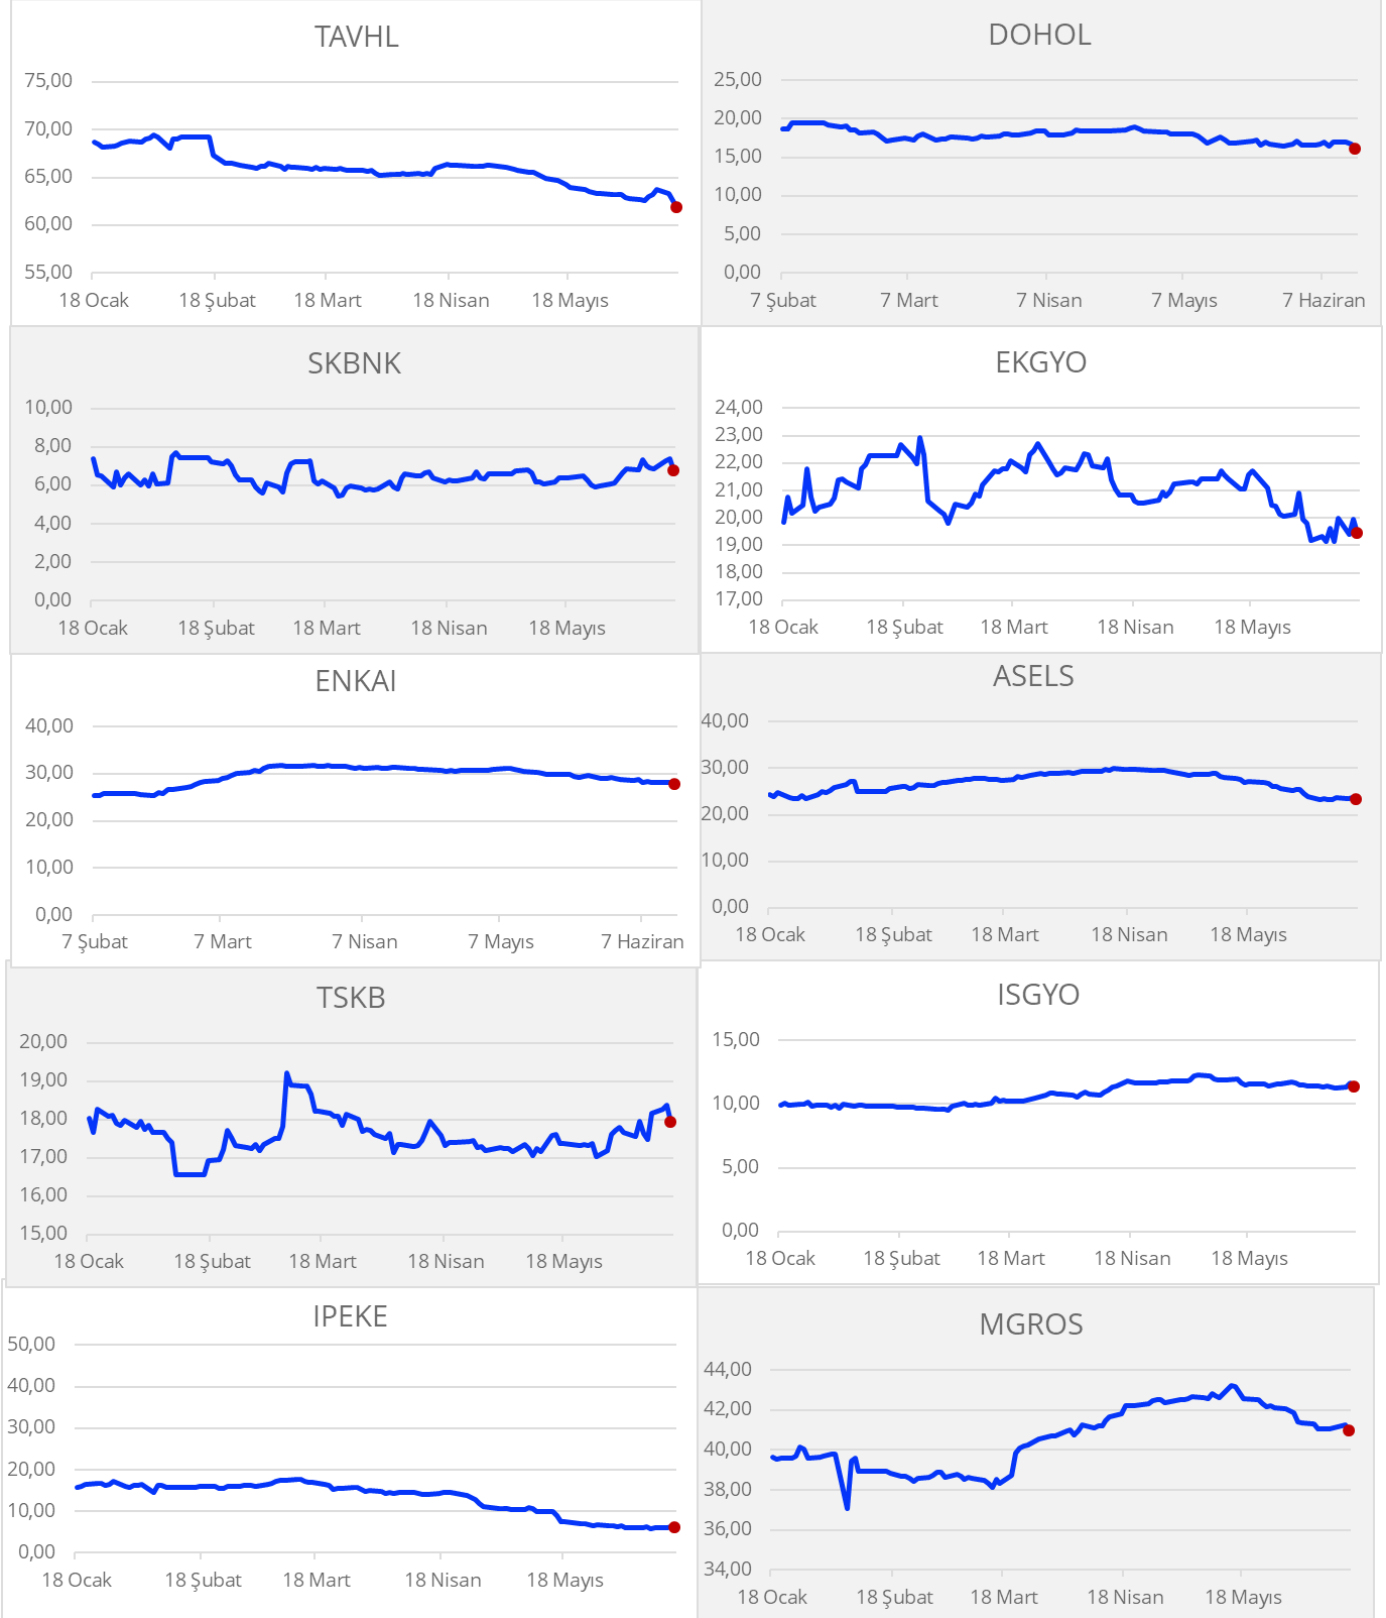 TAVHL
75,00
70,00
65,00
60,00
55,00
18 Ocak 18 Şubat 18 Mart 18 Nisan 18 Mayıs
DOHOL
25,00
20,00
15,00
10,00
5,00
0,00
7 Şubat 7 Mart 7 Nisan 7 Mayıs 7 Haziran
SKBNK
10,00
8,00
6,00
4,00
2,00
0,00
18 Ocak 18 Şubat 18 Mart 18 Nisan 18 Mayıs
EKGYO
24,00
23,00
22,00
21,00
20,00
19,00
18,00
17,00
18 Ocak 18 Şubat 18 Mart 18 Nisan 18 Mayıs
ENKAI
40,00
30,00
20,00
10,00
0,00
7 Şubat 7 Mart 7 Nisan 7 Mayıs 7 Haziran
ASELS
40,00
30,00
20,00
10,00
0,00
18 Ocak 18 Şubat 18 Mart 18 Nisan 18 Mayıs
TSKB
20,00
19,00
18,00
17,00
16,00
15,00
18 Ocak 18 Şubat 18 Mart 18 Nisan 18 Mayıs
ISGYO
15,00
10,00
5,00
0,00
18 Ocak 18 Şubat 18 Mart 18 Nisan 18 Mayıs
IPEKE
50,00
40,00
30,00
20,00
10,00
0,00
18 Ocak 18 Şubat 18 Mart 18 Nisan 18 Mayıs
MGROS
44,00
42,00
40,00
38,00
36,00
34,00
18 Ocak 18 Şubat 18 Mart 18 Nisan 18 Mayıs